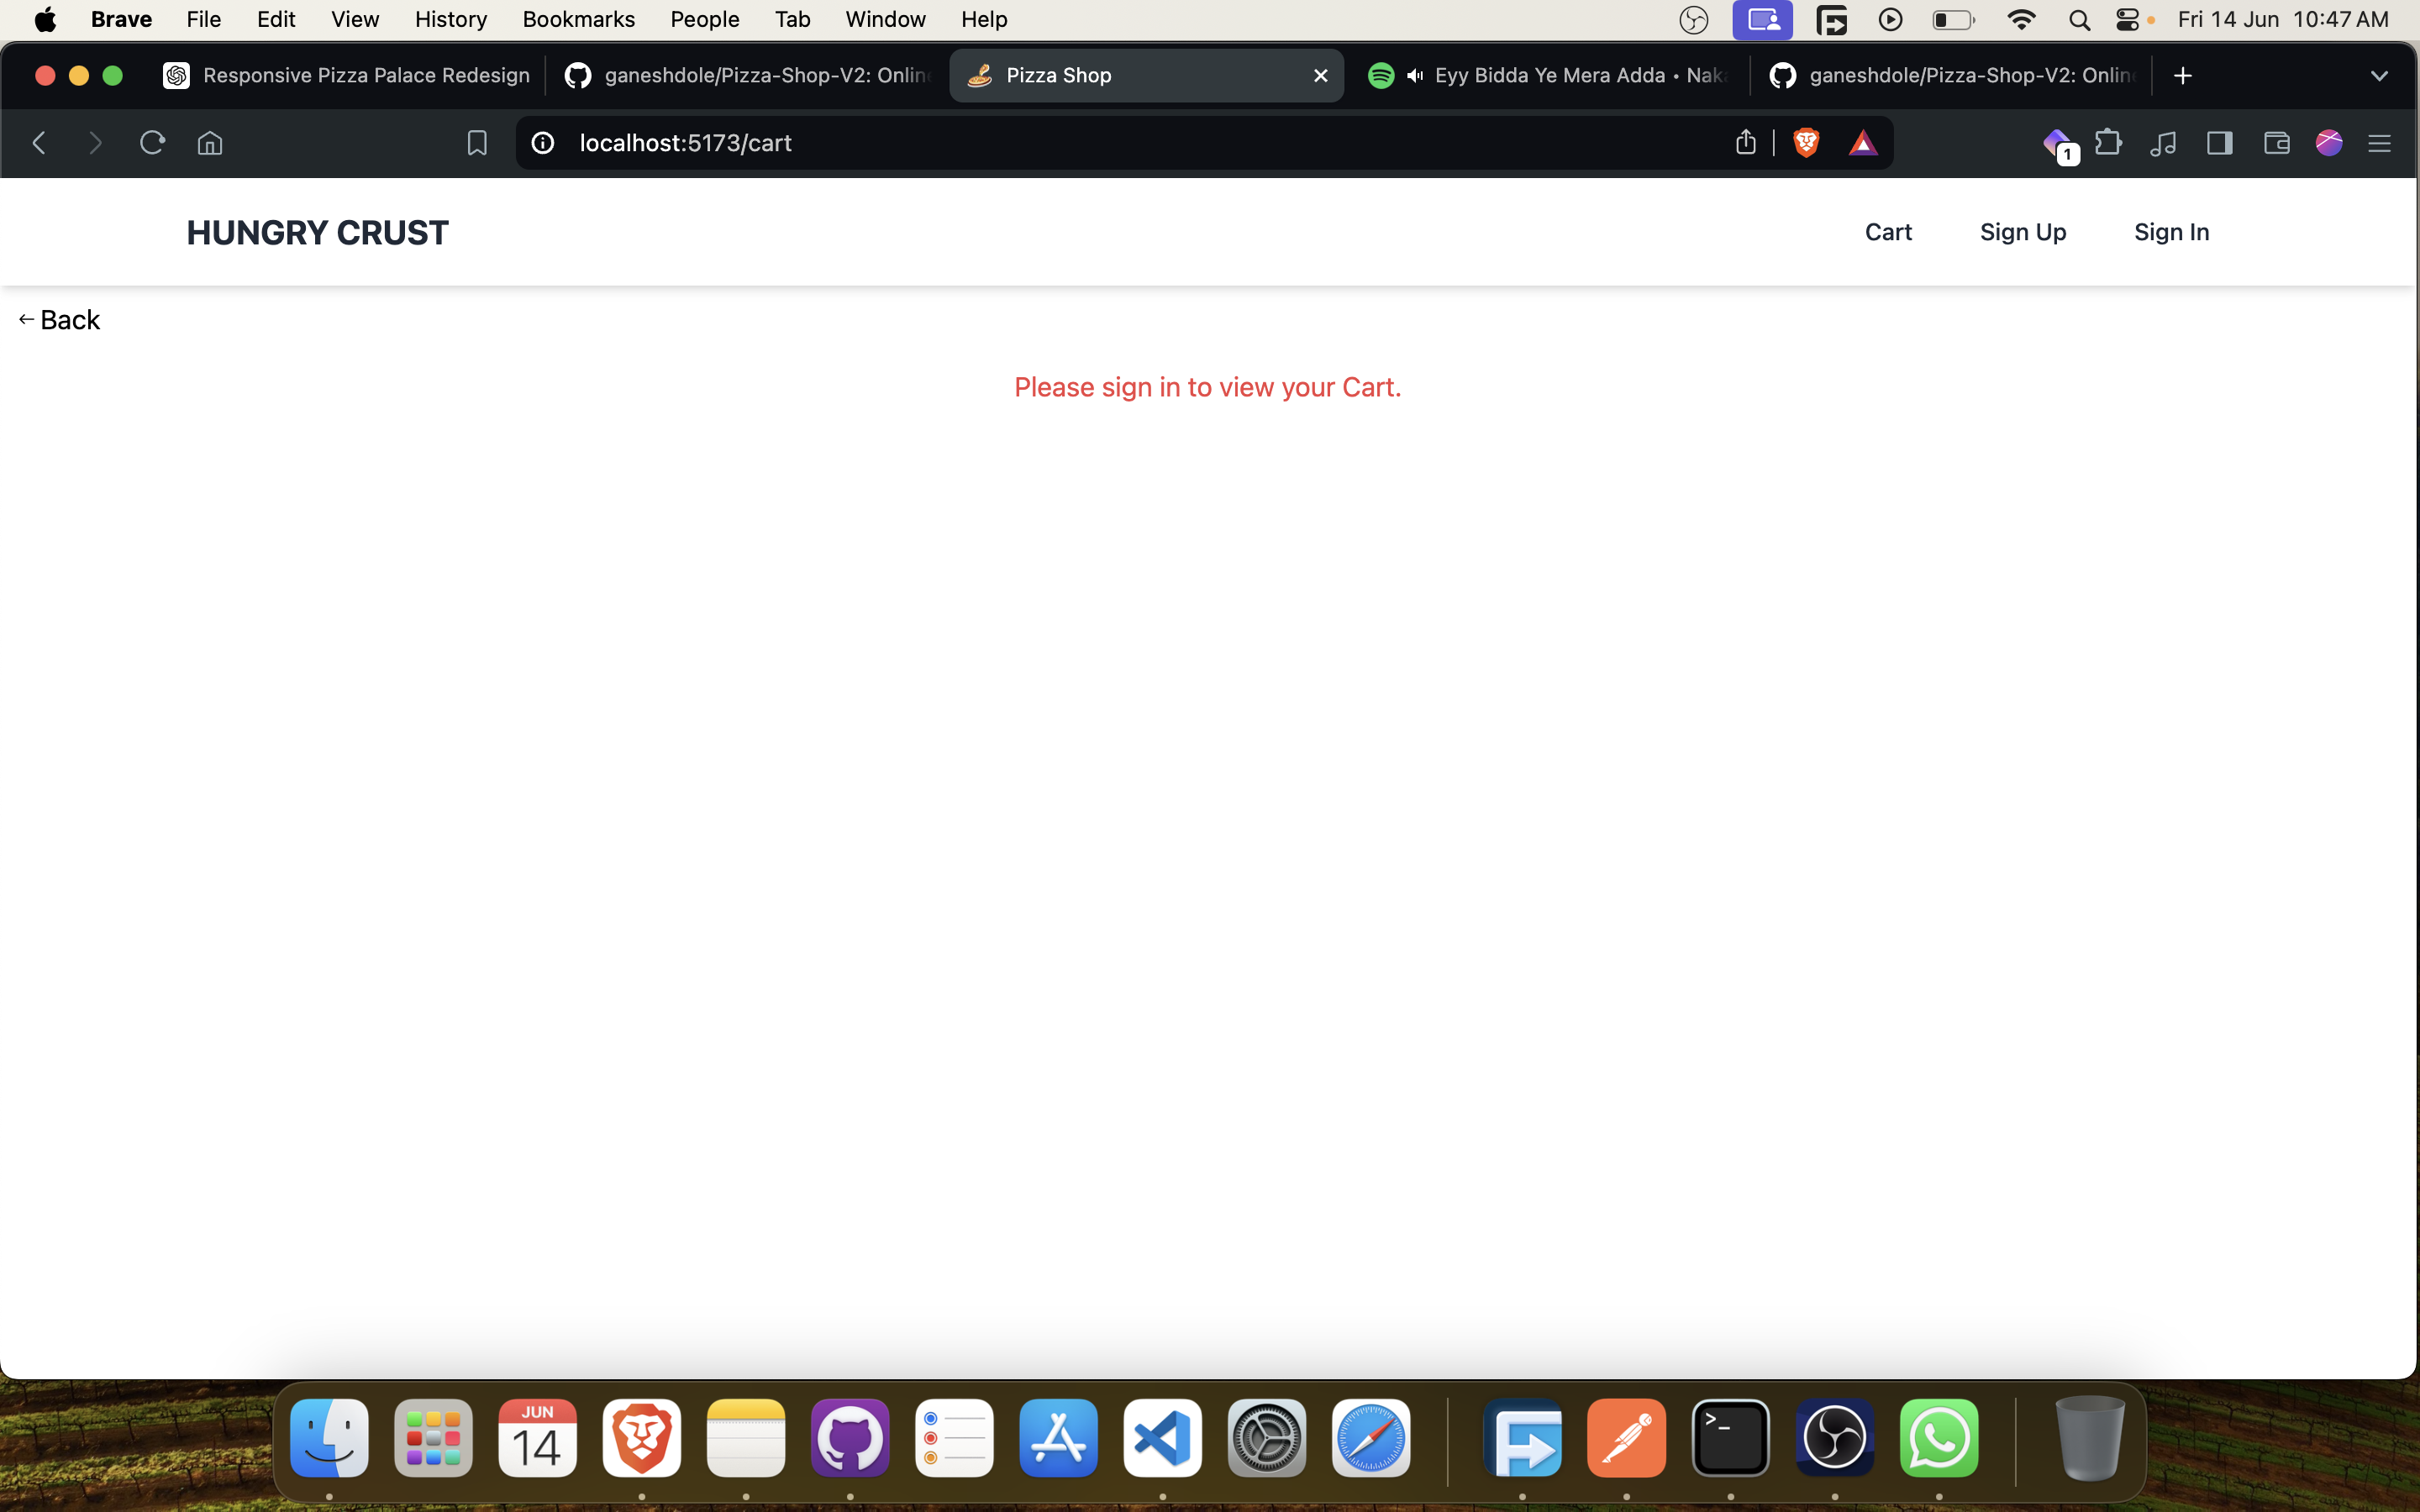 Brave File Edit View History Bookmarks People Tab Window Help Fri 14 Jun 10:47 AM
Responsive Pizza Palace Redesign ganeshdole/Pizza-Shop-V2: Onlin Pizza Shop Eyy Bidda Ye Mera Adda • Nak ganeshdole/Pizza-Shop-V2: Onlin
localhost:5173/cart
1
HUNGRY CRUST Cart Sign Up Sign In
← Back
Please sign in to view your Cart.
JUN
14
>_